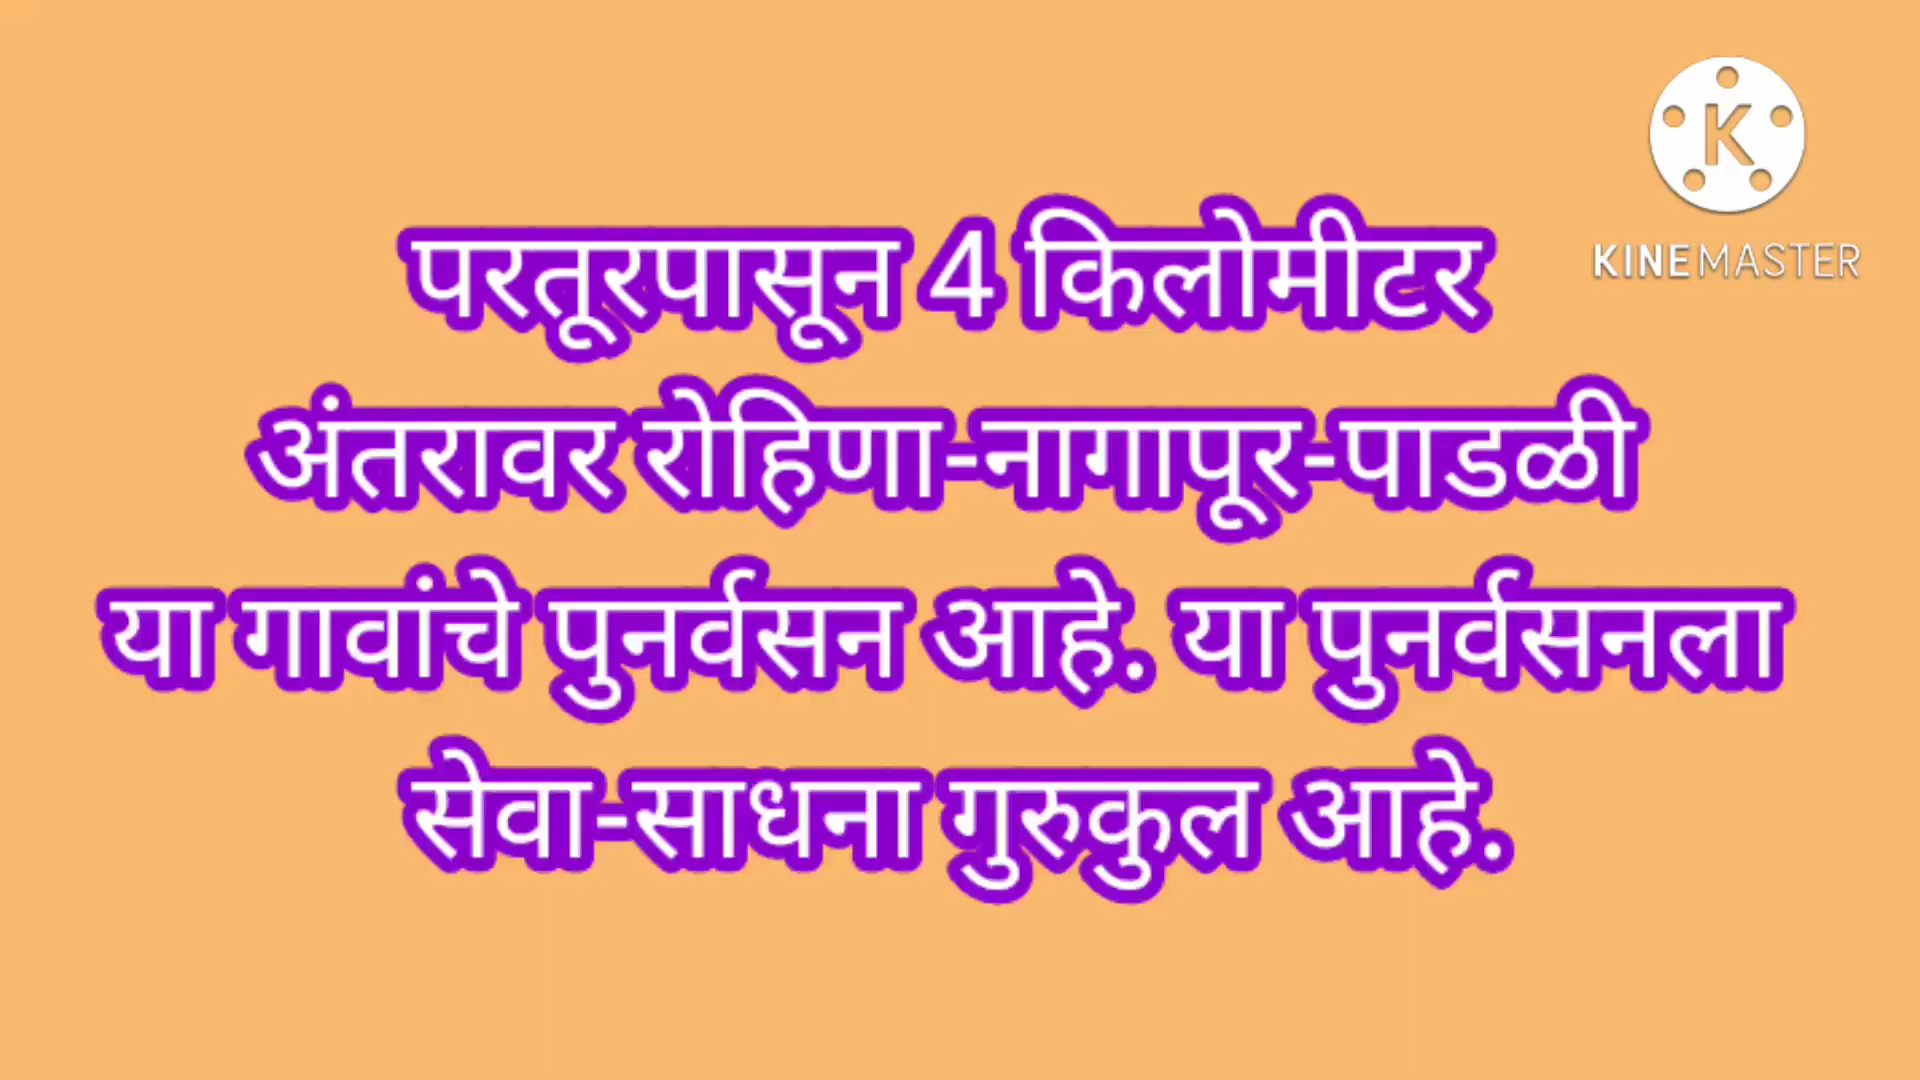 KINEMASTER
परतूरपासून 4 किलोमीटर
अंतरावर रोहिणा-नागापूर-पाडळी
या गावांचे पुनर्वसन आहे. या पुनर्वसनला
सेवा-साधना गुरुकुल आहे.